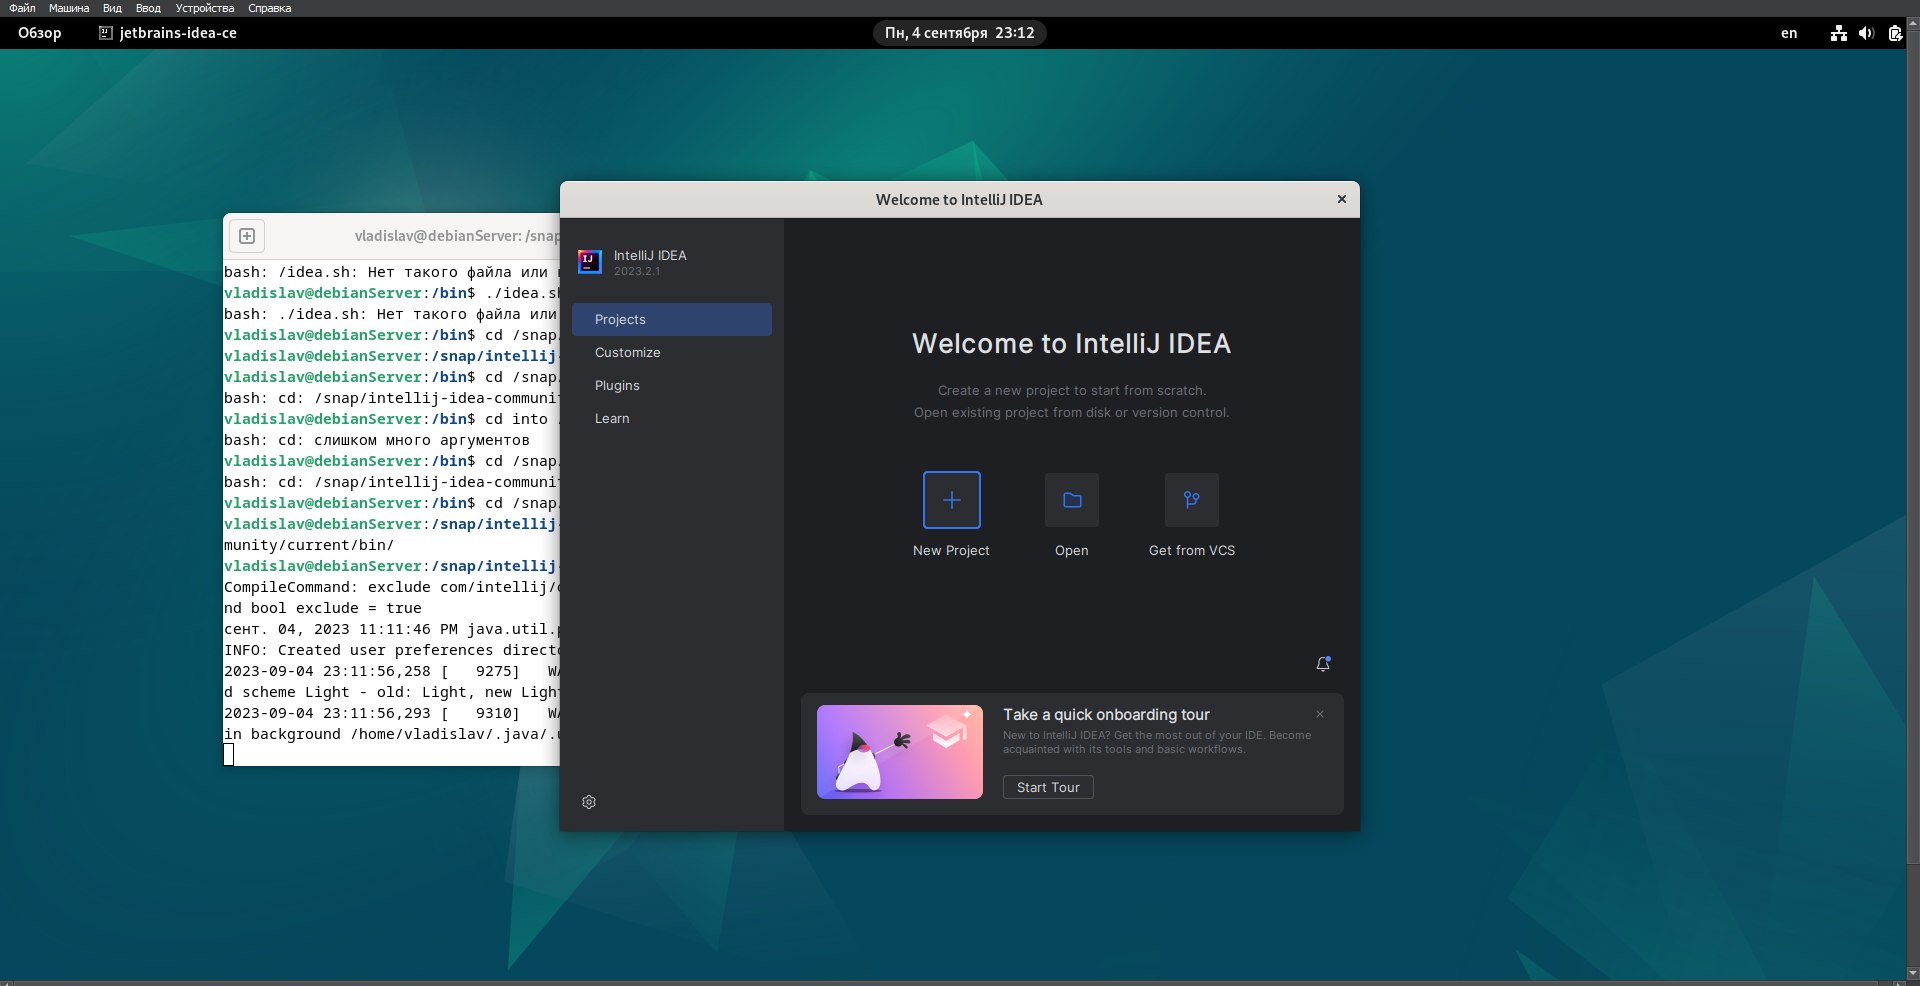 Файл Машина Вид Ввод Устройства Справка
Обзор jetbrains-idea-ce Пн, 4 сентября 23:12 en
vladislav@debianServer: /snap
bash: /idea.sh: Нет такого файла или
vladislav@debianServer:/bin$ ./idea.sh
bash: ./idea.sh: Нет такого файла или
vladislav@debianServer:/bin$ cd /snap
vladislav@debianServer:/snap/intellij-
vladislav@debianServer:/bin$ cd /snap
bash: cd: /snap/intellij-idea-communit
vladislav@debianServer:/bin$ cd into
bash: cd: слишком много аргументов
vladislav@debianServer:/bin$ cd /snap
bash: cd: /snap/intellij-idea-communit
vladislav@debianServer:/bin$ cd /snap
vladislav@debianServer:/snap/intellij-
munity/current/bin/
vladislav@debianServer:/snap/intellij-
CompileCommand: exclude com/intellij/
nd bool exclude = true
сент. 04, 2023 11:11:46 PM java.util.
INFO: Created user preferences directo
2023-09-04 23:11:56,258 [   9275]   WA
d scheme Light - old: Light, new Light
2023-09-04 23:11:56,293 [   9310]   WA
in background /home/vladislav/.java/.u
Welcome to IntelliJ IDEA
IJ
IntelliJ IDEA
2023.2.1
Projects
Customize
Plugins
Learn
Welcome to IntelliJ IDEA
Create a new project to start from scratch.
Open existing project from disk or version control.
New Project Open Get from VCS
Take a quick onboarding tour
New to IntelliJ IDEA? Get the most out of your IDE. Become
acquainted with its tools and basic workflows.
Start Tour